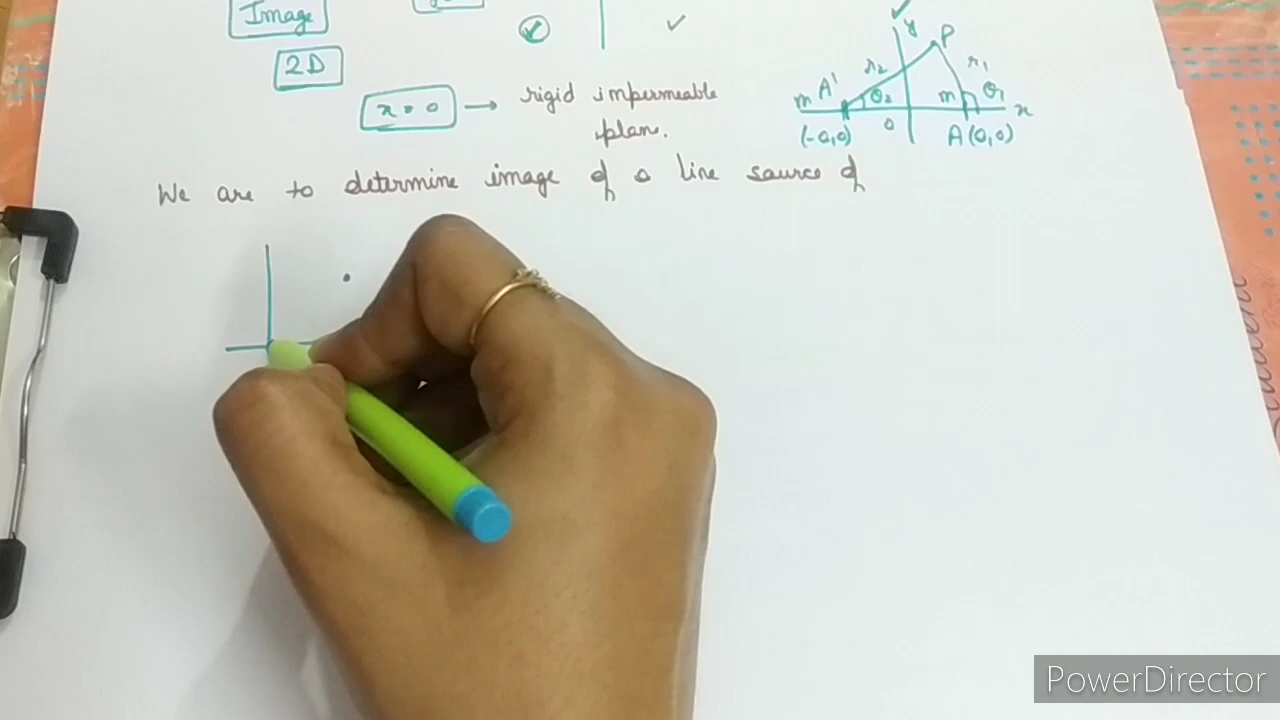 Image
2D
x = 0 → rigid impermeable
plan.
y
P
r2
r1
m A' θ2
m θ1 x
(-a,0) 0 A (a,0)
We are to determine image of a line source of
PowerDirector